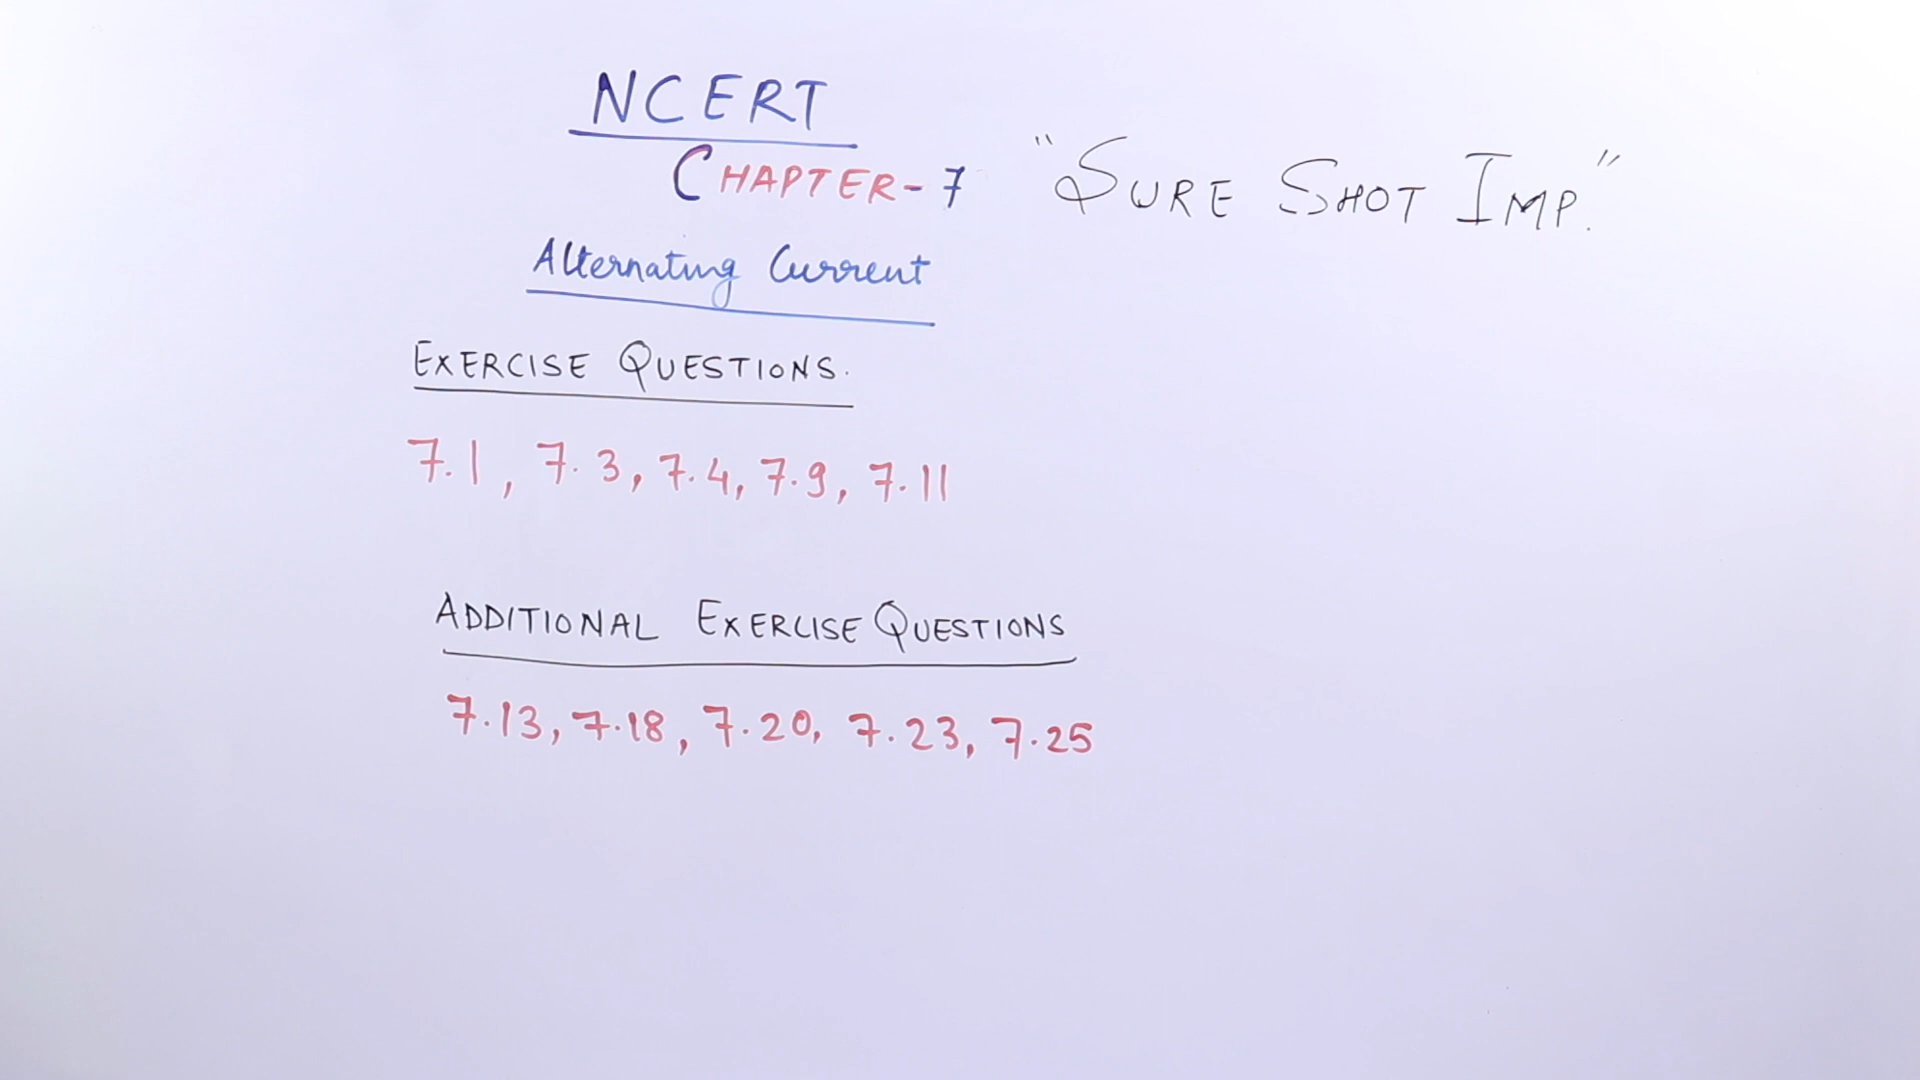 NCERT
CHAPTER-7 "SURE SHOT IMP."
Alternating Current
EXERCISE QUESTIONS.
7.1, 7.3, 7.4, 7.9, 7.11
ADDITIONAL EXERCISE QUESTIONS
7.13, 7.18, 7.20, 7.23, 7.25